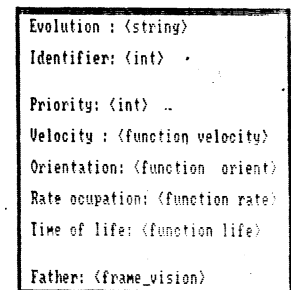 Evolution : <string>
Identifier: <int>
Priority: <int>
Velocity : <function velocity>
Orientation: <function orient>
Rate ocupation: <function rate>
Time of life: <function life>
Father: <frame_vision>